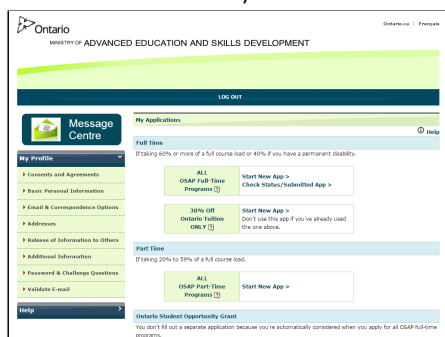 Ontario
Ontario.ca | Français
MINISTRY OF ADVANCED EDUCATION AND SKILLS DEVELOPMENT
LOG OUT
Message
Centre
My Profile
Consents and Agreements
Basic Personal Information
Email & Correspondence Options
Addresses
Release of Information to Others
Additional Information
Password & Challenge Questions
Validate E-mail
Help
My Applications
Help
Full Time
If taking 60% or more of a full course load or 40% if you have a permanent disability.
ALL
OSAP Full-Time
Programs [?]
Start New App >
Check Status/Submitted App >
30% Off
Ontario Tuition
ONLY [?]
Start New App >
Don't use this app if you've already used
the one above.
Part Time
If taking 20% to 59% of a full course load.
ALL
OSAP Part-Time
Programs [?]
Start New App >
Ontario Student Opportunity Grant
You don't fill out a separate application because you're automatically considered when you apply for all OSAP full-time
programs.